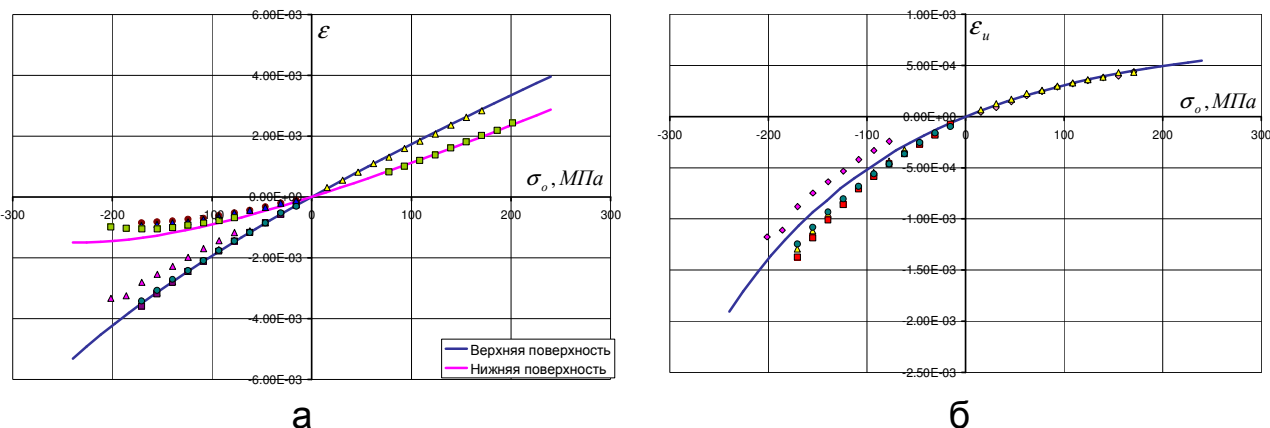 6.00E-03
ε
4.00E-03
2.00E-03
σₒ, МПа
0.00E+00
-300 -200 -100 0 100 200 300
-2.00E-03
-4.00E-03
-6.00E-03
Верхняя поверхность
Нижняя поверхность
а
1.00E-03
εᵤ
5.00E-04
σₒ, МПа
0.00E+00
-300 -200 -100 0 100 200 300
-5.00E-04
-1.00E-03
-1.50E-03
-2.00E-03
-2.50E-03
б